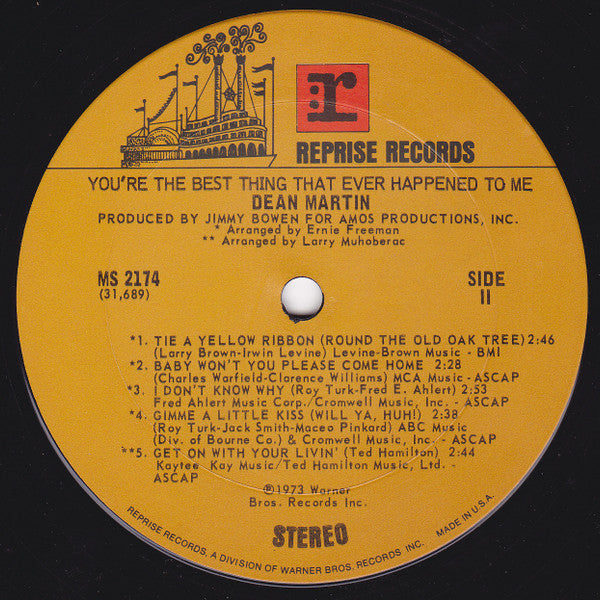 r
REPRISE RECORDS
YOU'RE THE BEST THING THAT EVER HAPPENED TO ME
DEAN MARTIN
PRODUCED BY JIMMY BOWEN FOR AMOS PRODUCTIONS, INC.
* Arranged by Ernie Freeman
** Arranged by Larry Muhoberac
MS 2174
(31,689)
SIDE
II
*1. TIE A YELLOW RIBBON (ROUND THE OLD OAK TREE) 2:46
(Larry Brown-Irwin Levine) Levine-Brown Music - BMI
*2. BABY WON'T YOU PLEASE COME HOME 2:28
(Charles Warfield-Clarence Williams) MCA Music - ASCAP
*3. I DON'T KNOW WHY (Roy Turk-Fred E. Ahlert) 2:53
Fred Ahlert Music Corp./Cromwell Music, Inc. - ASCAP
*4. GIMME A LITTLE KISS (WILL YA, HUH!) 2:38
(Roy Turk-Jack Smith-Maceo Pinkard) ABC Music
(Div. of Bourne Co.) & Cromwell Music, Inc. - ASCAP
**5. GET ON WITH YOUR LIVIN' (Ted Hamilton) 2:44
Kaytee Kay Music/Ted Hamilton Music, Ltd. -
ASCAP
℗1973 Warner
Bros. Records Inc.
STEREO
REPRISE RECORDS, A DIVISION OF WARNER BROS. RECORDS INC. MADE IN U.S.A.